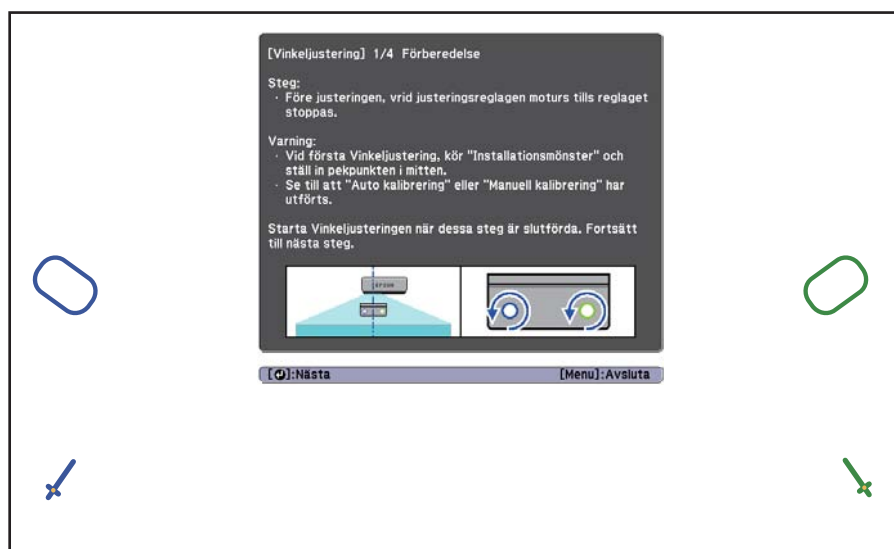 [Vinkeljustering] 1/4 Förberedelse
Steg:
· Före justeringen, vrid justeringsreglagen moturs tills reglaget
stoppas.
Varning:
· Vid första Vinkeljustering, kör "Installationsmönster" och
ställ in pekpunkten i mitten.
· Se till att "Auto kalibrering" eller "Manuell kalibrering" har
utförts.
Starta Vinkeljusteringen när dessa steg är slutförda. Fortsätt
till nästa steg.
EPSON
[⏎]:Nästa
[Menu]:Avsluta